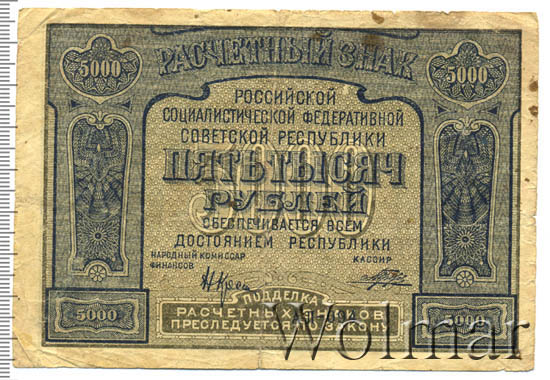 РАСЧЕТНЫЙ ЗНАК
5000 5000
РОССИЙСКОЙ
СОЦИАЛИСТИЧЕСКОЙ ФЕДЕРАТИВНОЙ
СОВЕТСКОЙ РЕСПУБЛИКИ
5000
ПЯТЬ ТЫСЯЧ
РУБЛЕЙ
ОБЕСПЕЧИВАЕТСЯ ВСЕМ
ДОСТОЯНИЕМ РЕСПУБЛИКИ
НАРОДНЫЙ КОМИССАР
ФИНАНСОВ
КАССИР
5000 5000
ПОДДЕЛКА
РАСЧЕТНЫХ ЗНАКОВ
ПРЕСЛЕДУЕТСЯ ПО ЗАКОНУ
Wolmar